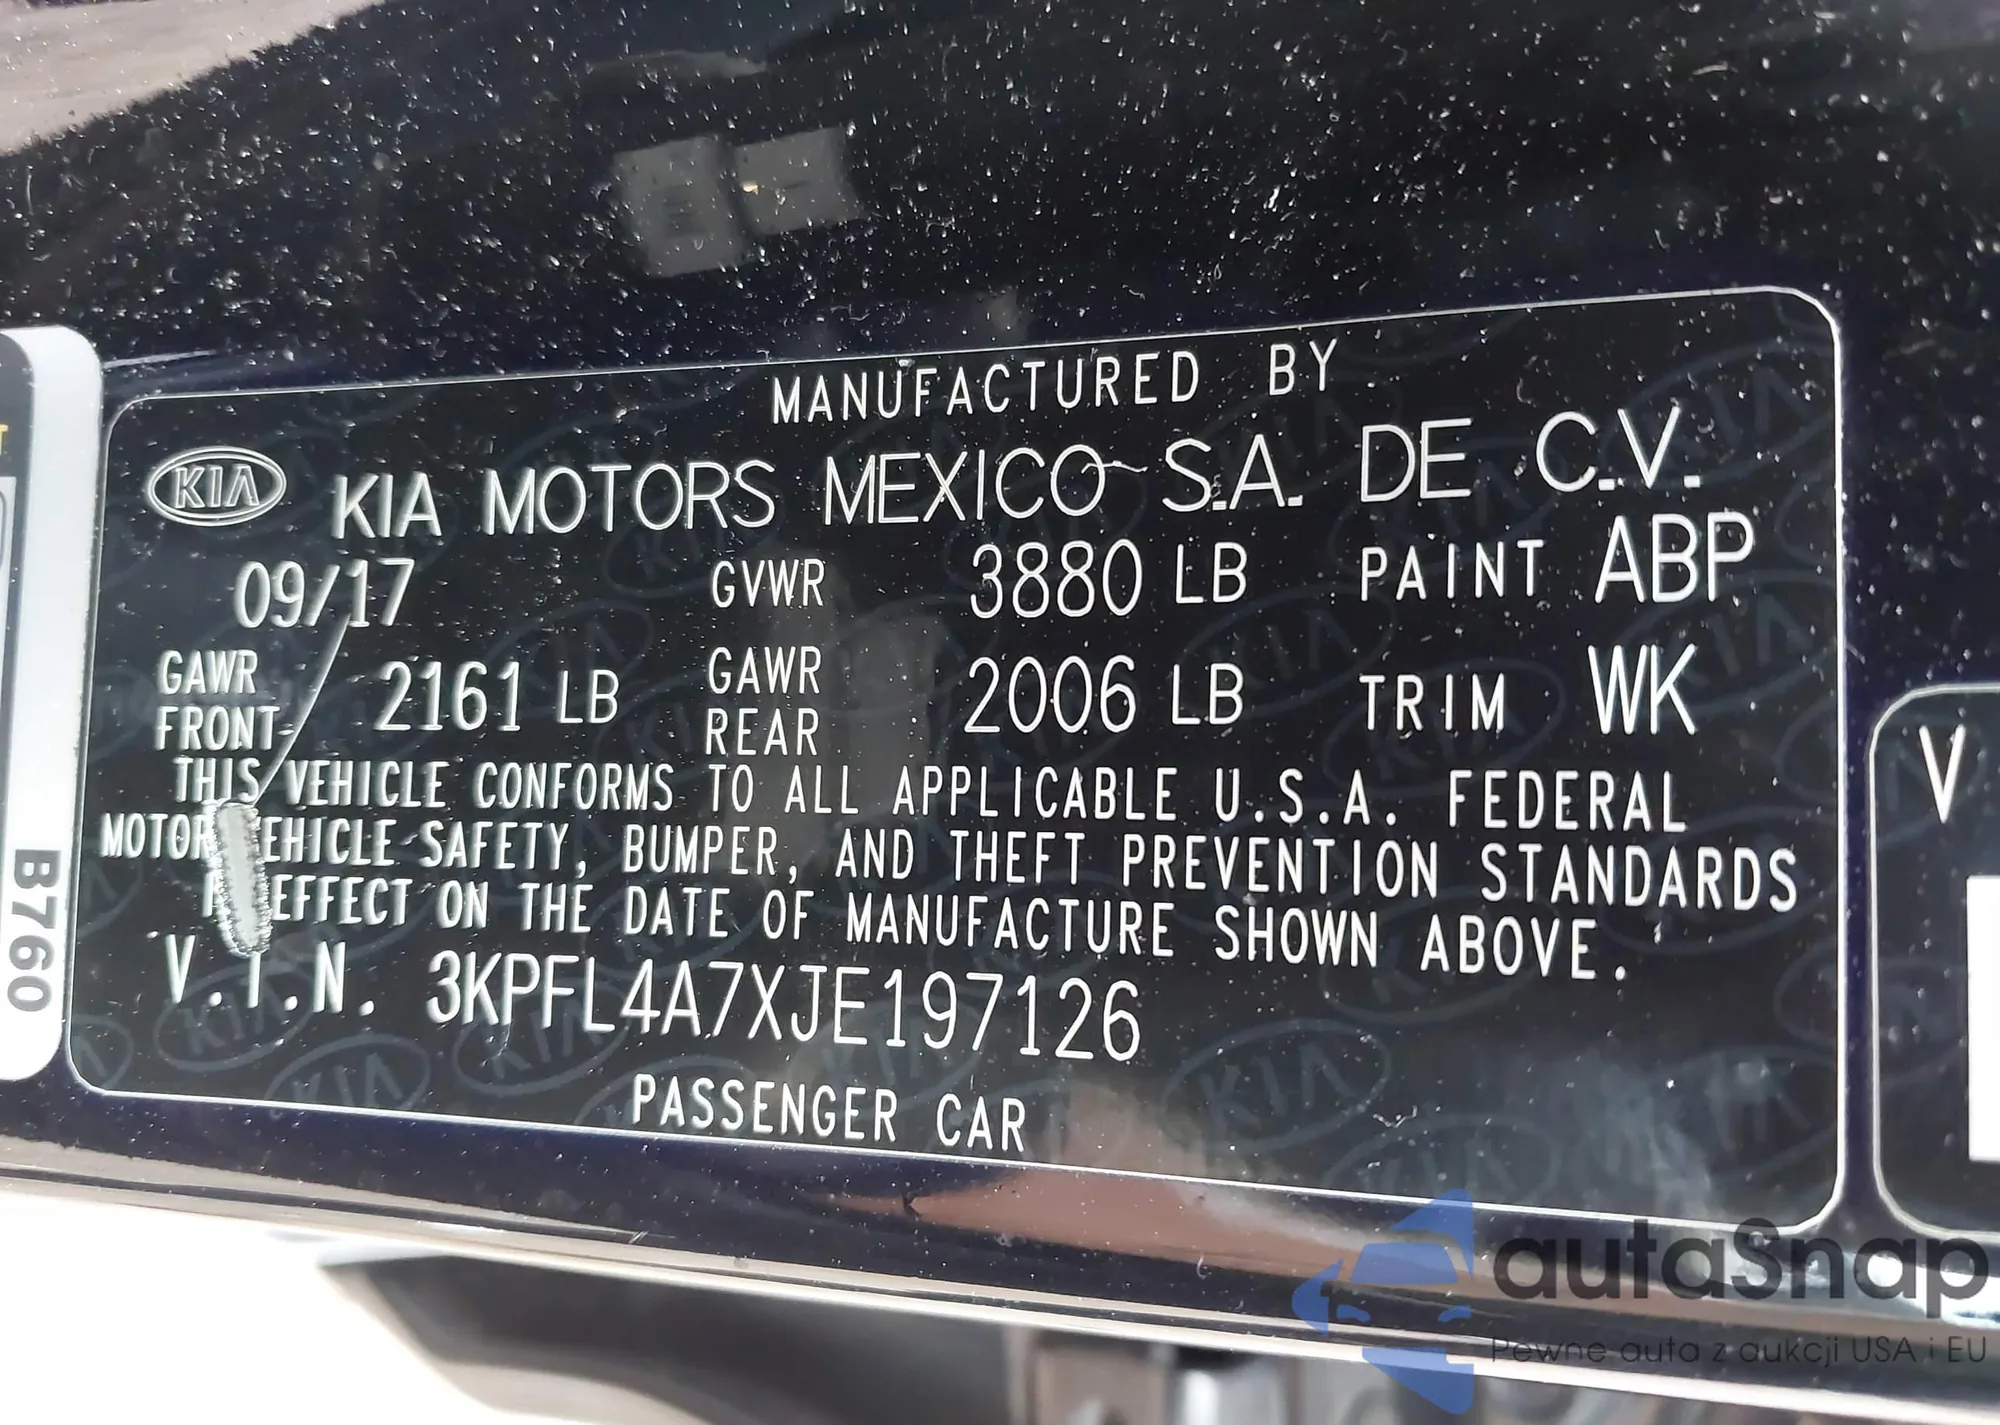 MANUFACTURED BY
KIA KIA MOTORS MEXICO S.A. DE C.V.
09/17 GVWR 3880 LB PAINT ABP
GAWR FRONT 2161 LB GAWR REAR 2006 LB TRIM WK
THIS VEHICLE CONFORMS TO ALL APPLICABLE U.S.A. FEDERAL
MOTOR VEHICLE SAFETY, BUMPER, AND THEFT PREVENTION STANDARDS
EFFECT ON THE DATE OF MANUFACTURE SHOWN ABOVE.
V.I.N. 3KPFL4A7XJE197126
PASSENGER CAR
B760
V
autaSnap
Pewne auta z aukcji USA i EU